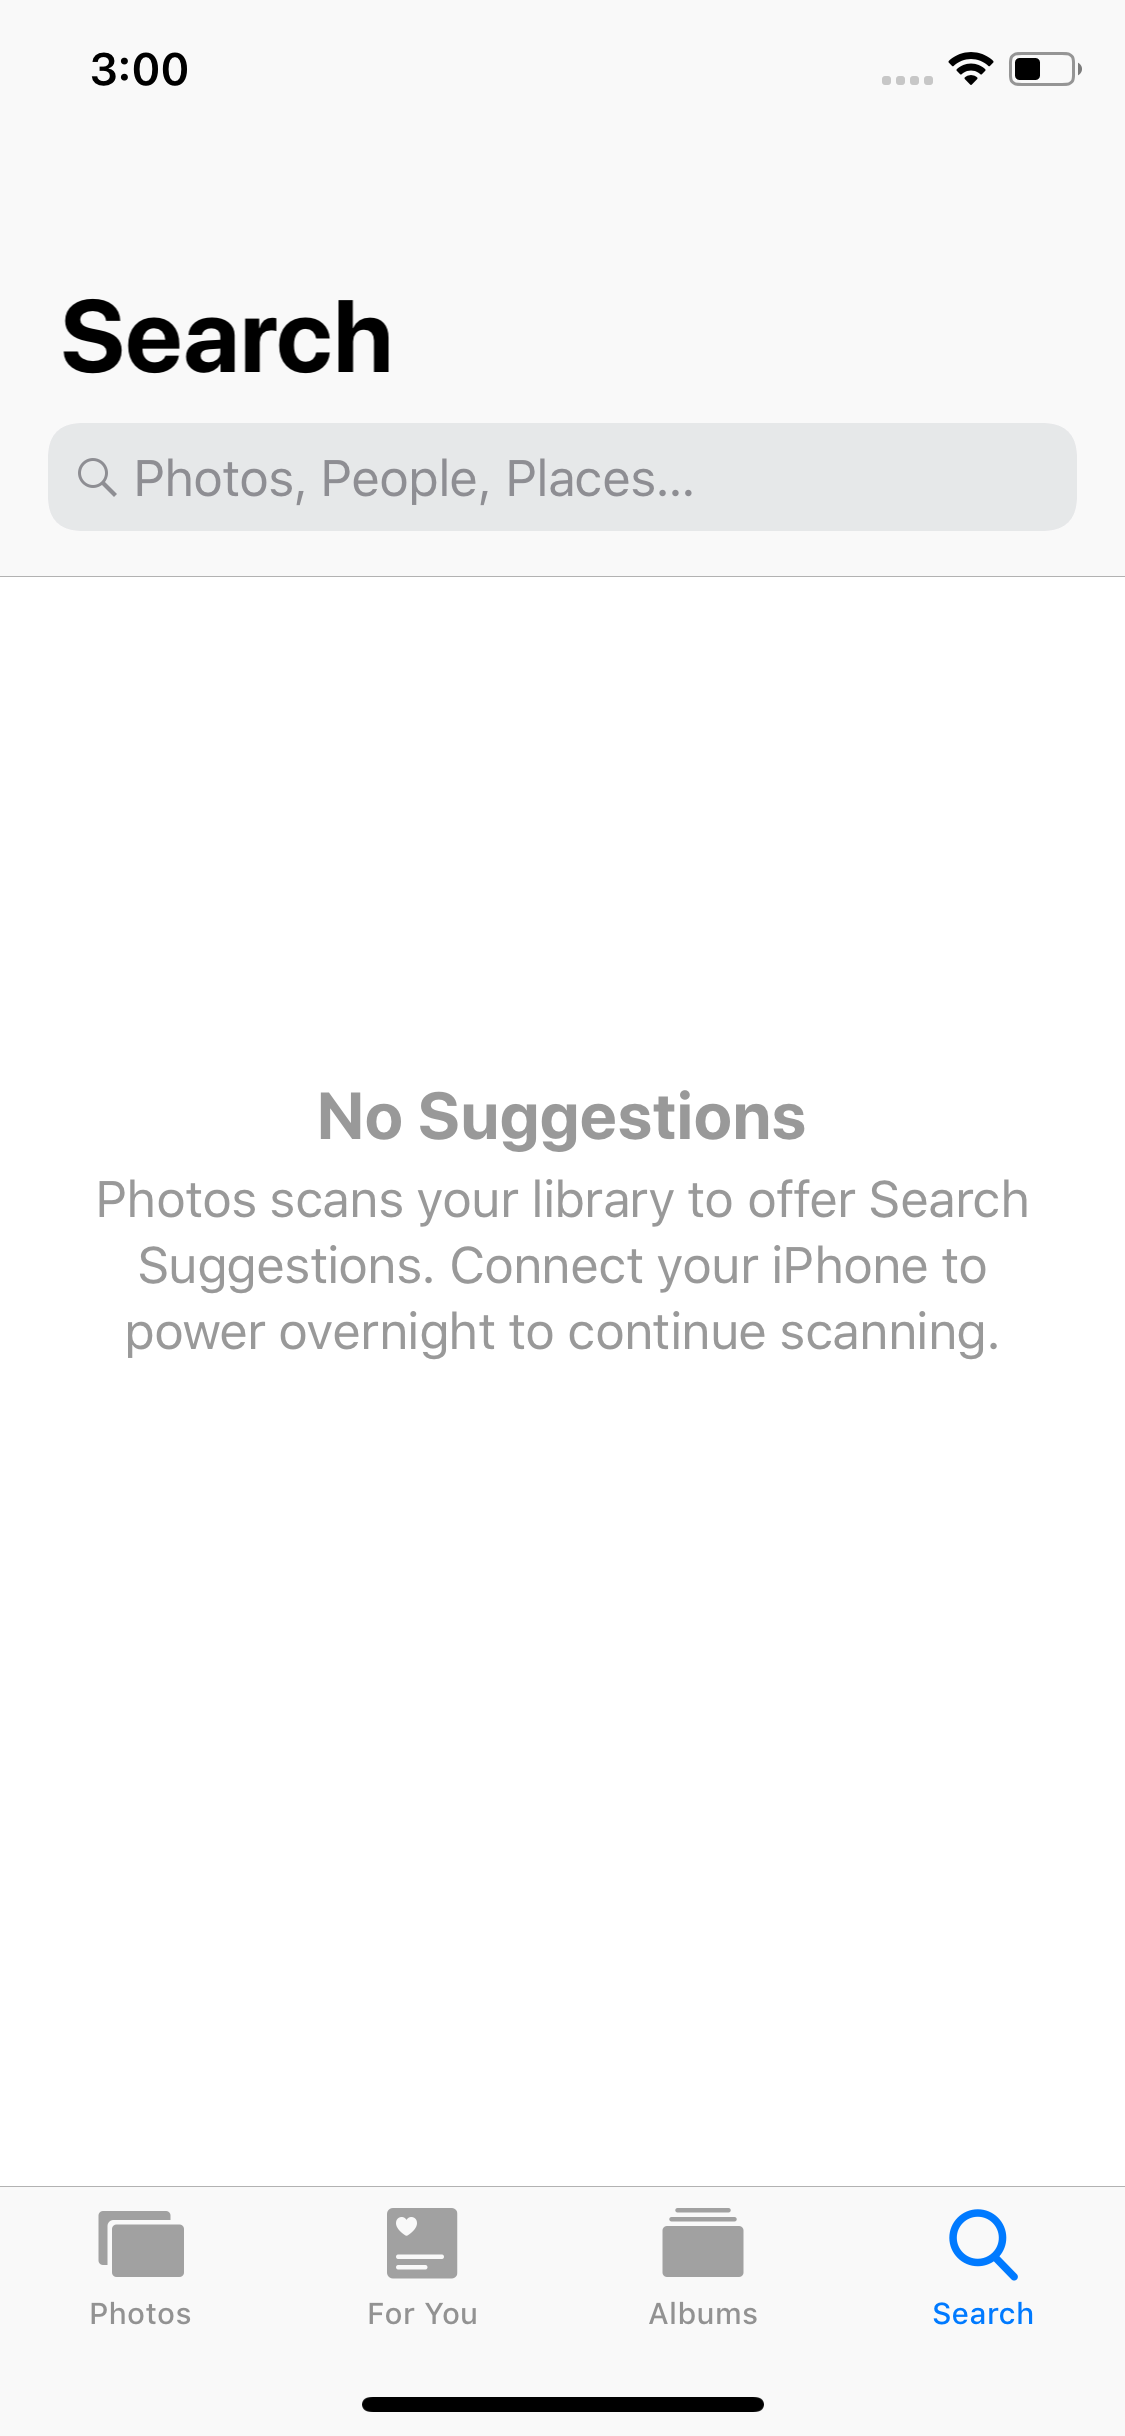 3:00
Search
Photos, People, Places...
No Suggestions
Photos scans your library to offer Search
Suggestions. Connect your iPhone to
power overnight to continue scanning.
Photos
For You
Albums
Search